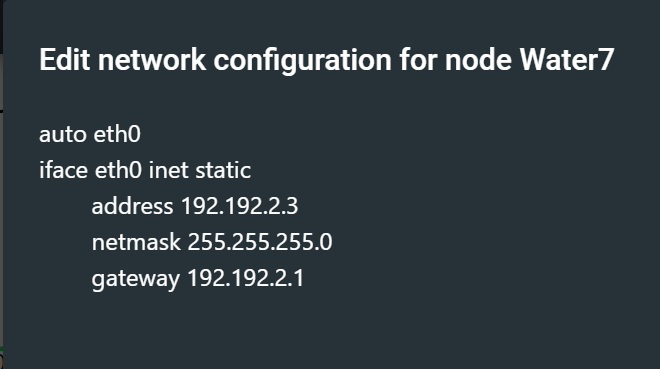 Edit network configuration for node Water7
auto eth0
iface eth0 inet static
address 192.192.2.3
netmask 255.255.255.0
gateway 192.192.2.1